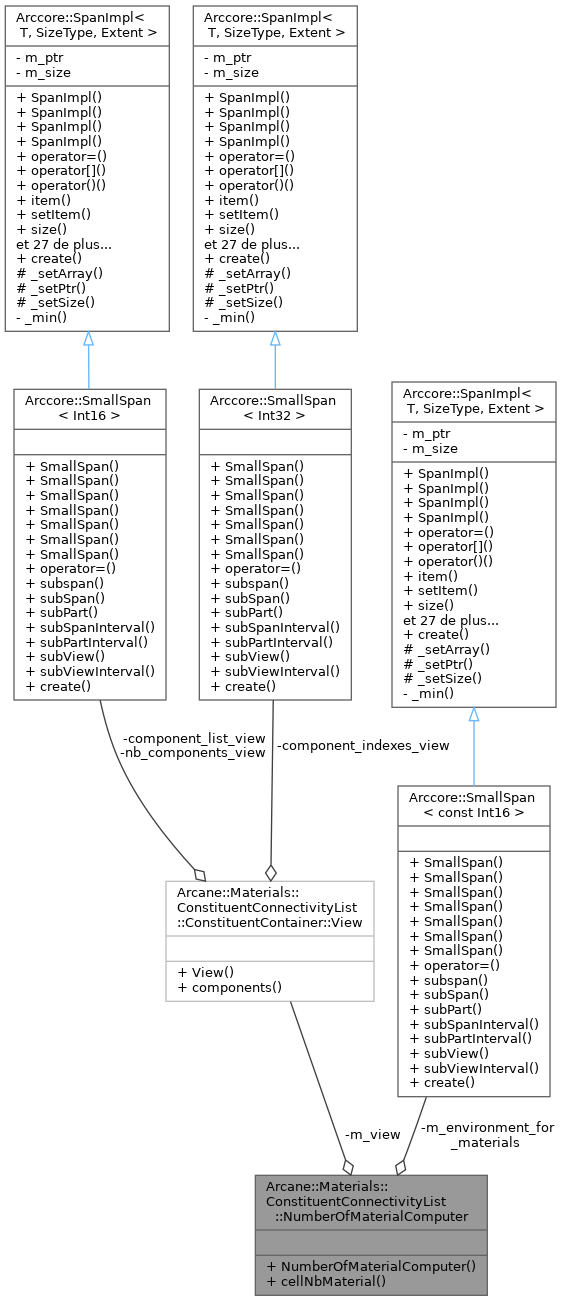 Arccore::SpanImpl<
T, SizeType, Extent >
- m_ptr
- m_size
+ SpanImpl()
+ SpanImpl()
+ SpanImpl()
+ SpanImpl()
+ operator=()
+ operator[]()
+ operator()()
+ item()
+ setItem()
+ size()
et 27 de plus...
+ create()
# _setArray()
# _setPtr()
# _setSize()
- _min()
Arccore::SpanImpl<
T, SizeType, Extent >
- m_ptr
- m_size
+ SpanImpl()
+ SpanImpl()
+ SpanImpl()
+ SpanImpl()
+ operator=()
+ operator[]()
+ operator()()
+ item()
+ setItem()
+ size()
et 27 de plus...
+ create()
# _setArray()
# _setPtr()
# _setSize()
- _min()
Arccore::SmallSpan
< Int16 >
+ SmallSpan()
+ SmallSpan()
+ SmallSpan()
+ SmallSpan()
+ SmallSpan()
+ SmallSpan()
+ SmallSpan()
+ operator=()
+ subspan()
+ subSpan()
+ subPart()
+ subSpanInterval()
+ subPartInterval()
+ subView()
+ subViewInterval()
+ create()
Arccore::SmallSpan
< Int32 >
+ SmallSpan()
+ SmallSpan()
+ SmallSpan()
+ SmallSpan()
+ SmallSpan()
+ SmallSpan()
+ SmallSpan()
+ operator=()
+ subspan()
+ subSpan()
+ subPart()
+ subSpanInterval()
+ subPartInterval()
+ subView()
+ subViewInterval()
+ create()
Arccore::SpanImpl<
T, SizeType, Extent >
- m_ptr
- m_size
+ SpanImpl()
+ SpanImpl()
+ SpanImpl()
+ SpanImpl()
+ operator=()
+ operator[]()
+ operator()()
+ item()
+ setItem()
+ size()
et 27 de plus...
+ create()
# _setArray()
# _setPtr()
# _setSize()
- _min()
-component_list_view
-nb_components_view
-component_indexes_view
Arccore::SmallSpan
< const Int16 >
+ SmallSpan()
+ SmallSpan()
+ SmallSpan()
+ SmallSpan()
+ SmallSpan()
+ SmallSpan()
+ SmallSpan()
+ operator=()
+ subspan()
+ subSpan()
+ subPart()
+ subSpanInterval()
+ subPartInterval()
+ subView()
+ subViewInterval()
+ create()
Arcane::Materials::
ConstituentConnectivityList
::ConstituentContainer::View
+ View()
+ components()
-m_view
-m_environment_for
_materials
Arcane::Materials::
ConstituentConnectivityList
::NumberOfMaterialComputer
+ NumberOfMaterialComputer()
+ cellNbMaterial()